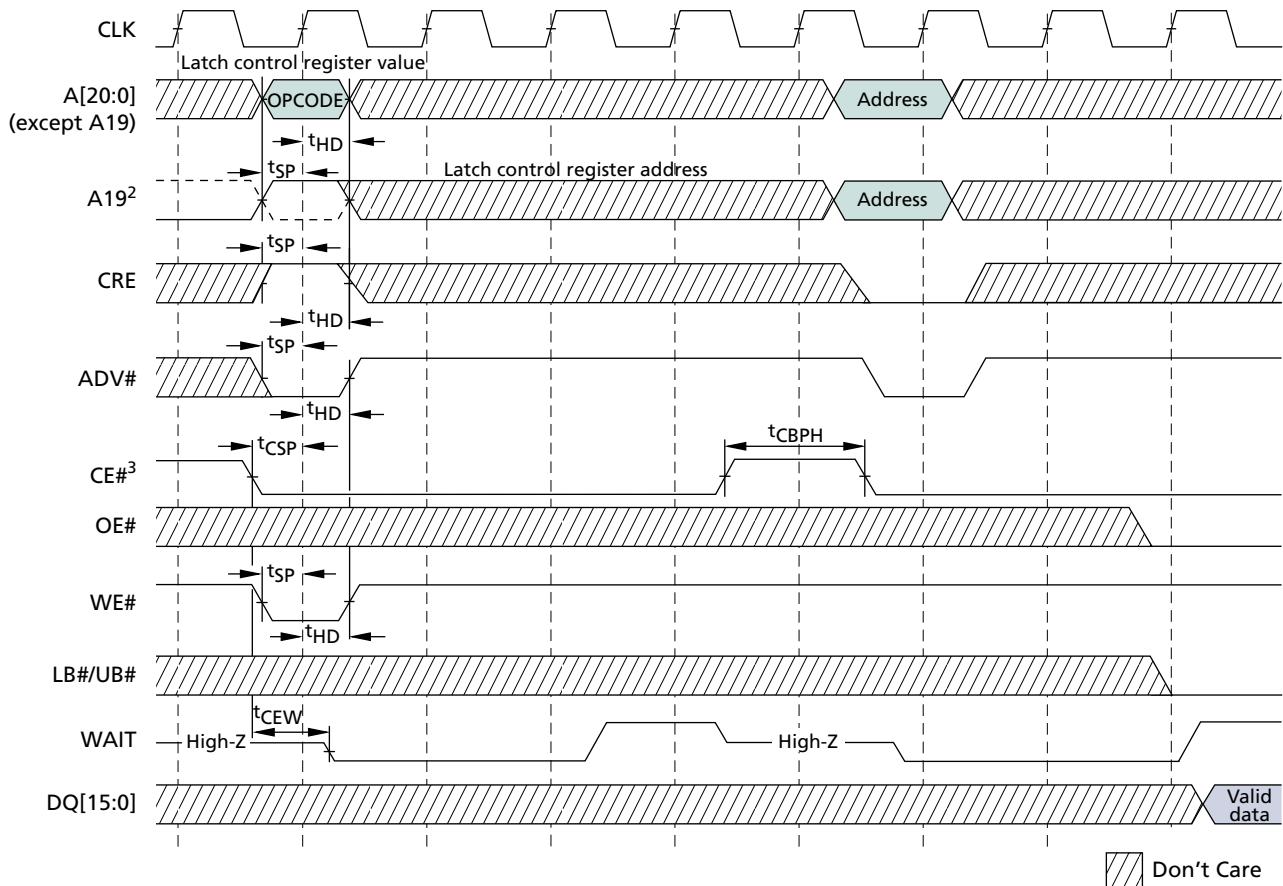 CLK
Latch control register value
A[20:0]
(except A19)
OPCODE
Address
tHD
tSP
Latch control register address
A19²
Address
tSP
CRE
tHD
tSP
ADV#
tHD
tCSP
tCBPH
CE#³
OE#
tSP
WE#
tHD
LB#/UB#
tCEW
WAIT
High-Z
High-Z
DQ[15:0]
Valid
data
Don't Care